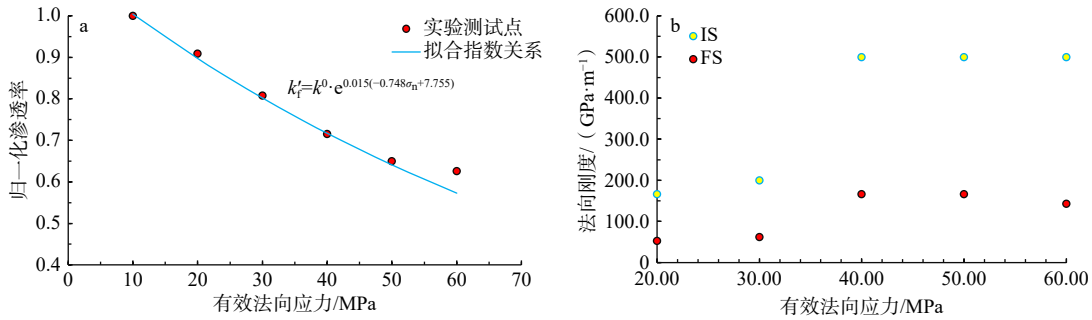 1.0
0.9
0.8
0.7
0.6
0.5
0.4
0
10
20
30
40
50
60
70
a
实验测试点
拟合指数关系
k′f=k⁰·e^0.015(−0.748σn+7.755)
归一化渗透率
有效法向应力/MPa
600.0
500.0
400.0
300.0
200.0
100.0
0
20.00
30.00
40.00
50.00
60.00
b
IS
FS
法向刚度/（GPa·m⁻¹）
有效法向应力/MPa